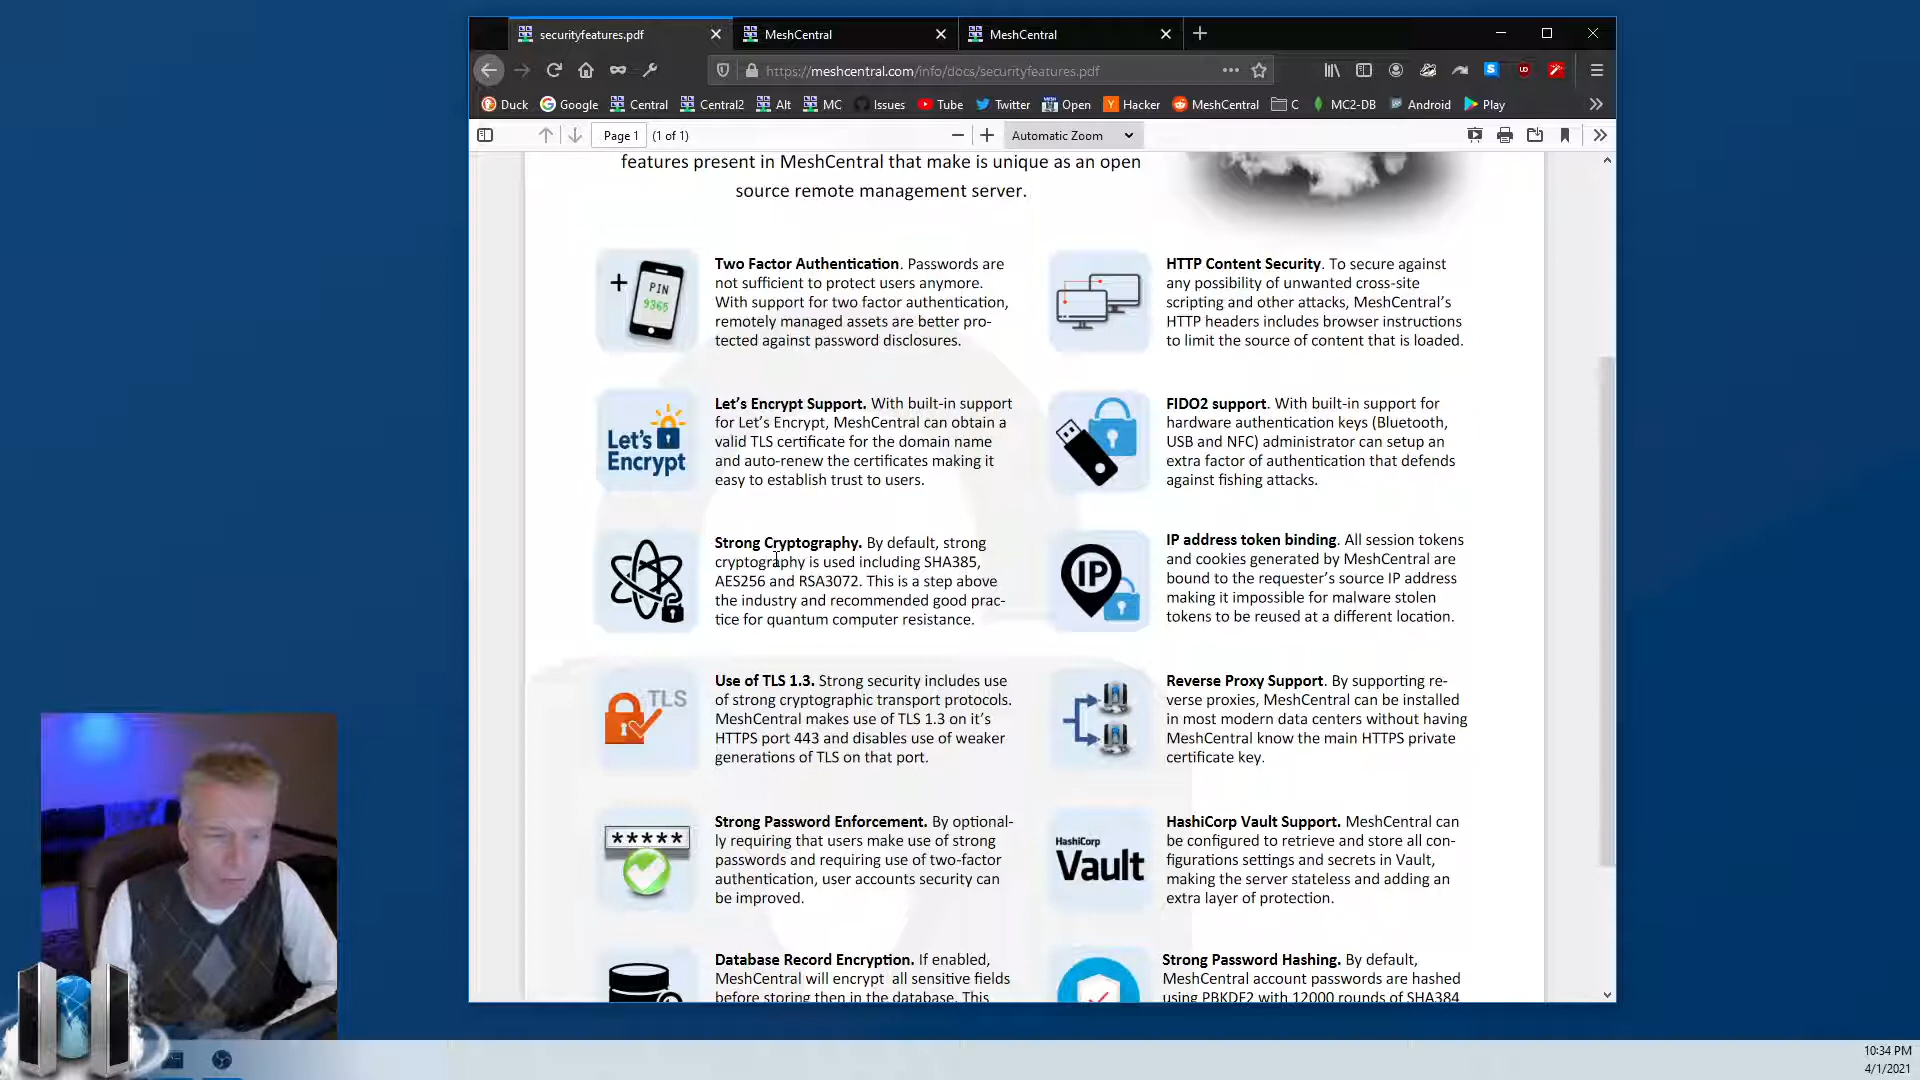 securityfeatures.pdf
MeshCentral
MeshCentral
https://meshcentral.com/info/docs/securityfeatures.pdf
Duck
Google
Central
Central2
Alt
MC
Issues
Tube
Twitter
Open
Hacker
MeshCentral
C
MC2-DB
Android
Play
Page 1
(1 of 1)
Automatic Zoom
features present in MeshCentral that make is unique as an open
source remote management server.
+
PIN
9365
Two Factor Authentication. Passwords are
not sufficient to protect users anymore.
With support for two factor authentication,
remotely managed assets are better pro-
tected against password disclosures.
HTTP Content Security. To secure against
any possibility of unwanted cross-site
scripting and other attacks, MeshCentral's
HTTP headers includes browser instructions
to limit the source of content that is loaded.
Let's
Encrypt
Let's Encrypt Support. With built-in support
for Let's Encrypt, MeshCentral can obtain a
valid TLS certificate for the domain name
and auto-renew the certificates making it
easy to establish trust to users.
FIDO2 support. With built-in support for
hardware authentication keys (Bluetooth,
USB and NFC) administrator can setup an
extra factor of authentication that defends
against fishing attacks.
Strong Cryptography. By default, strong
cryptography is used including SHA385,
AES256 and RSA3072. This is a step above
the industry and recommended good prac-
tice for quantum computer resistance.
IP
IP address token binding. All session tokens
and cookies generated by MeshCentral are
bound to the requester's source IP address
making it impossible for malware stolen
tokens to be reused at a different location.
TLS
Use of TLS 1.3. Strong security includes use
of strong cryptographic transport protocols.
MeshCentral makes use of TLS 1.3 on it's
HTTPS port 443 and disables use of weaker
generations of TLS on that port.
Reverse Proxy Support. By supporting re-
verse proxies, MeshCentral can be installed
in most modern data centers without having
MeshCentral know the main HTTPS private
certificate key.
*****
Strong Password Enforcement. By optional-
ly requiring that users make use of strong
passwords and requiring use of two-factor
authentication, user accounts security can
be improved.
HashiCorp
Vault
HashiCorp Vault Support. MeshCentral can
be configured to retrieve and store all con-
figurations settings and secrets in Vault,
making the server stateless and adding an
extra layer of protection.
Database Record Encryption. If enabled,
MeshCentral will encrypt all sensitive fields
before storing then in the database. This
Strong Password Hashing. By default,
MeshCentral account passwords are hashed
using PBKDF2 with 12000 rounds of SHA384
10:34 PM
4/1/2021